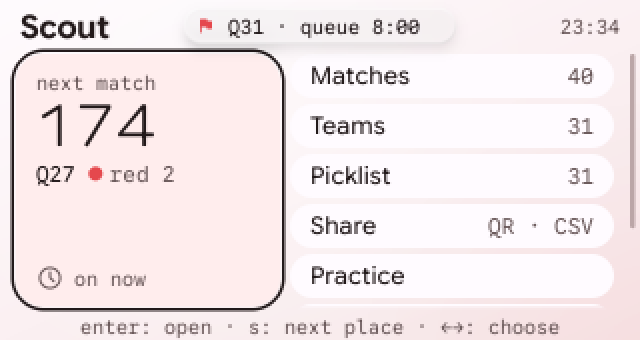 Scout
Q31 · queue 8:00
23:34
next match
174
Q27 red 2
on now
Matches 40
Teams 31
Picklist 31
Share QR · CSV
Practice
enter: open · s: next place · ↔: choose